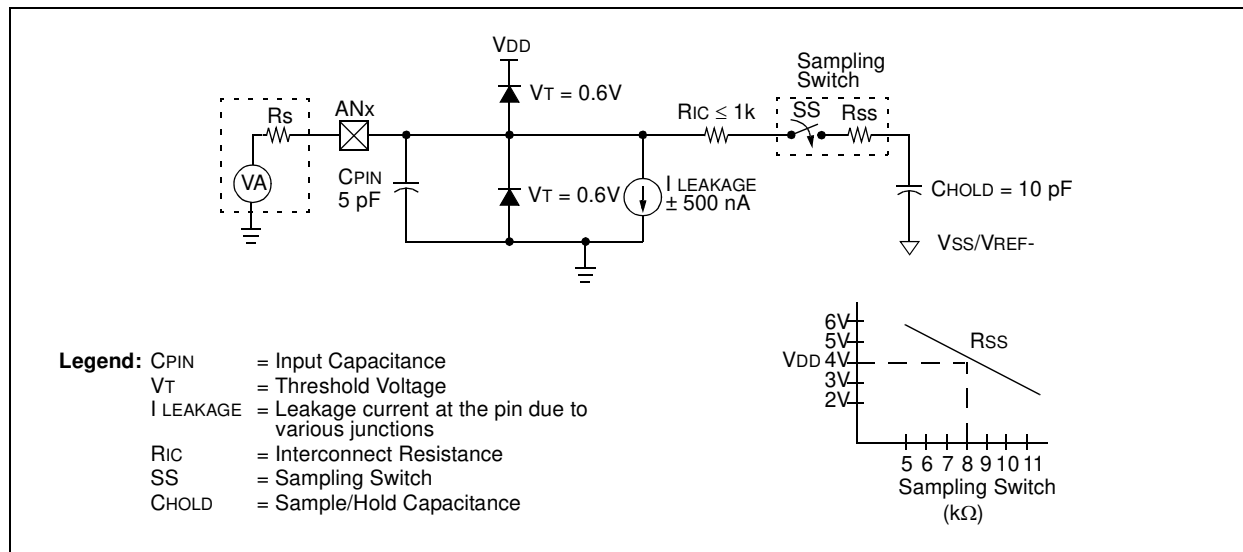 VDD
Sampling
Switch
VT = 0.6V
ANx
RIC ≤ 1k
SS
RSS
Rs
VA
CPIN
5 pF
VT = 0.6V
I LEAKAGE
± 500 nA
CHOLD = 10 pF
VSS/VREF-
6V
5V
VDD 4V
3V
2V
RSS
5 6 7 8 9 10 11
Sampling Switch
(kΩ)
Legend: CPIN = Input Capacitance
VT = Threshold Voltage
I LEAKAGE = Leakage current at the pin due to
various junctions
RIC = Interconnect Resistance
SS = Sampling Switch
CHOLD = Sample/Hold Capacitance